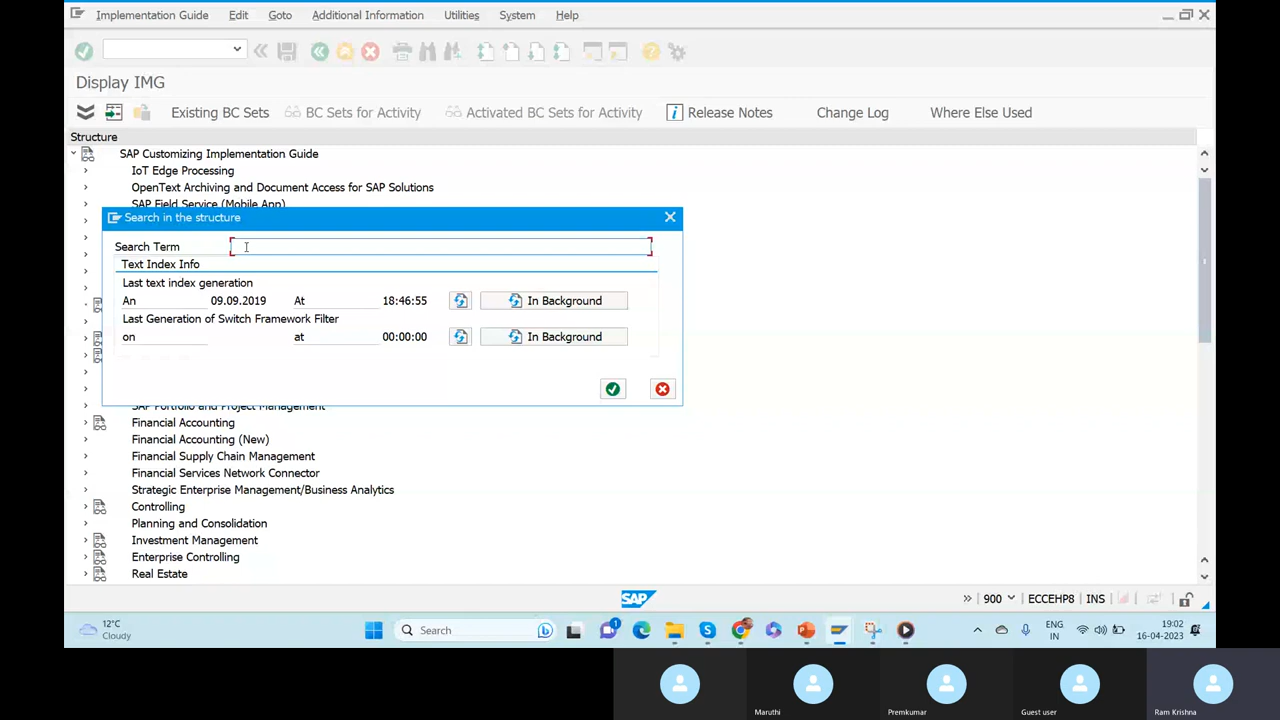 Implementation Guide Edit Goto Additional Information Utilities System Help
Display IMG
Existing BC Sets BC Sets for Activity Activated BC Sets for Activity Release Notes Change Log Where Else Used
Structure
SAP Customizing Implementation Guide
IoT Edge Processing
OpenText Archiving and Document Access for SAP Solutions
SAP Field Service (Mobile App)
Search in the structure
Search Term
Text Index Info
Last text index generation
An 09.09.2019 At 18:46:55 In Background
Last Generation of Switch Framework Filter
on at 00:00:00 In Background
SAP Portfolio and Project Management
Financial Accounting
Financial Accounting (New)
Financial Supply Chain Management
Financial Services Network Connector
Strategic Enterprise Management/Business Analytics
Controlling
Planning and Consolidation
Investment Management
Enterprise Controlling
Real Estate
SAP 900 ECCEHP8 INS
12°C
Cloudy
Search
ENG
IN
19:02
16-04-2023
Maruthi Premkumar Guest user Ram Krishna